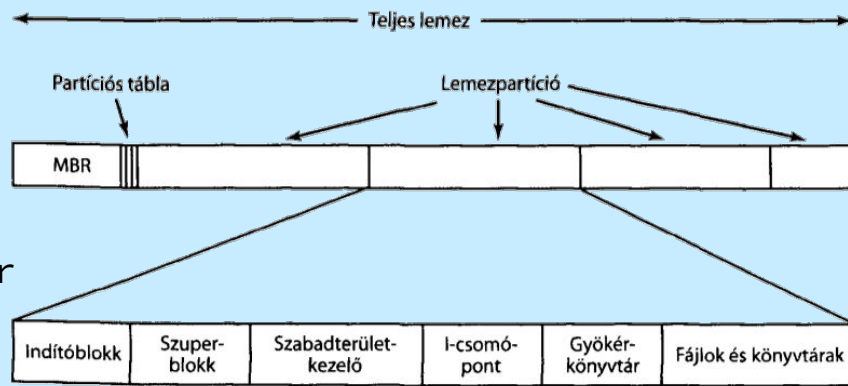 Teljes lemez
Partíciós tábla
Lemezpartíció
MBR
r
Indítóblokk
Szuper-
blokk
Szabadterület-
kezelő
I-csomó-
pont
Gyökér-
könyvtár
Fájlok és könyvtárak